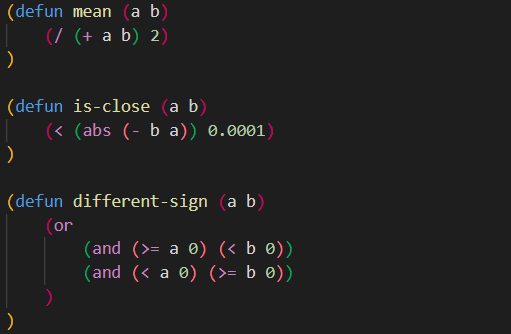 (defun mean (a b)
    (/ (+ a b) 2)
)

(defun is-close (a b)
    (< (abs (- b a)) 0.0001)
)

(defun different-sign (a b)
    (or
        (and (>= a 0) (< b 0))
        (and (< a 0) (>= b 0))
    )
)